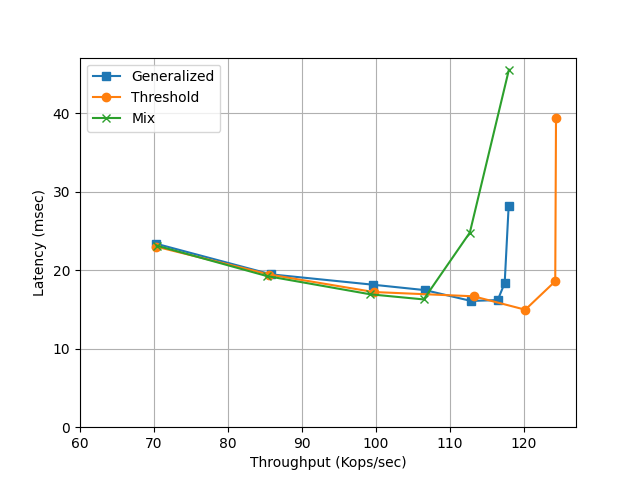 Generalized
Threshold
Mix
Latency (msec)
40
30
20
10
0
60 70 80 90 100 110 120
Throughput (Kops/sec)